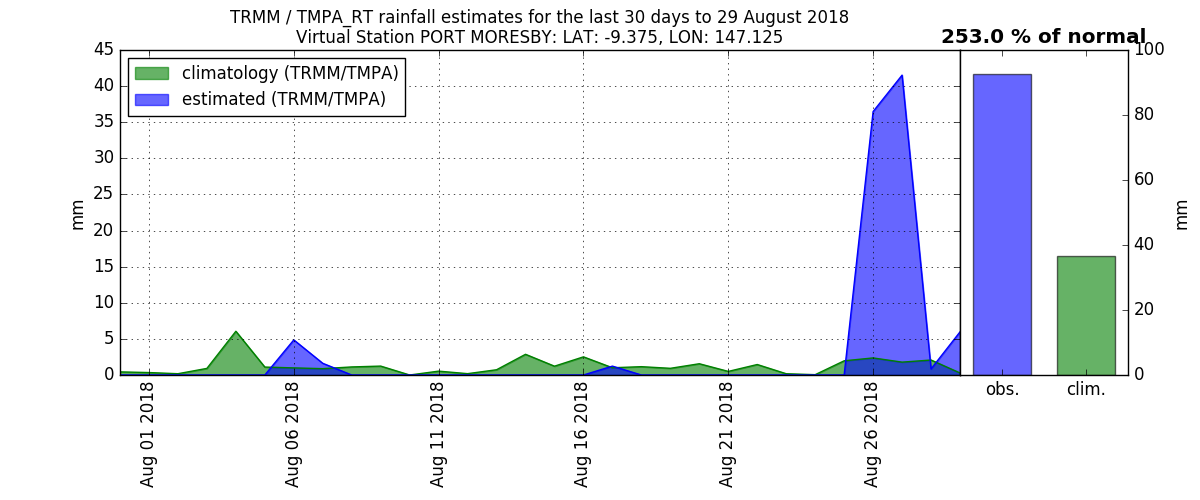 TRMM / TMPA_RT rainfall estimates for the last 30 days to 29 August 2018
Virtual Station PORT MORESBY: LAT: -9.375, LON: 147.125
253.0 % of normal
climatology (TRMM/TMPA)
estimated (TRMM/TMPA)
mm
45
40
35
30
25
20
15
10
5
0
Aug 01 2018
Aug 06 2018
Aug 11 2018
Aug 16 2018
Aug 21 2018
Aug 26 2018
obs.
clim.
100
80
60
40
20
0
mm